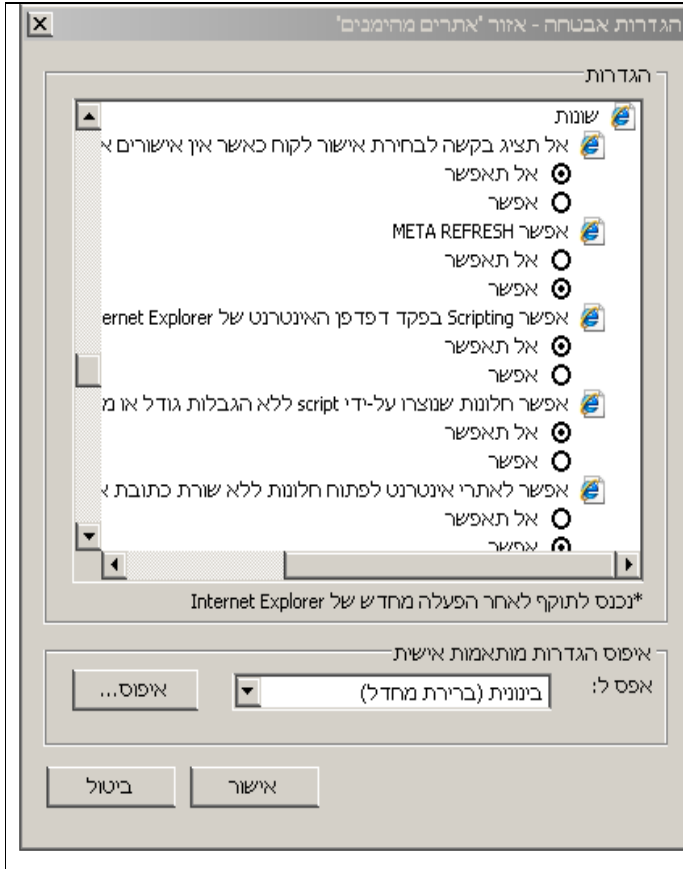 הגדרות אבטחה - אזור 'אתרים מהימנים'
הגדרות
שונות
אל תציג בקשה לבחירת אישור לקוח כאשר אין אישורים א
אל תאפשר
אפשר
אפשר META REFRESH
אל תאפשר
אפשר
אפשר Scripting בפקד דפדפן האינטרנט של ernet Explorer
אל תאפשר
אפשר
אפשר חלונות שנוצרו על-ידי script ללא הגבלות גודל או מ
אל תאפשר
אפשר
אפשר לאתרי אינטרנט לפתוח חלונות ללא שורת כתובת א
אל תאפשר
אפשר
*נכנס לתוקף לאחר הפעלה מחדש של Internet Explorer
איפוס הגדרות מותאמות אישית
אפס ל: בינונית (ברירת מחדל) איפוס...
אישור ביטול